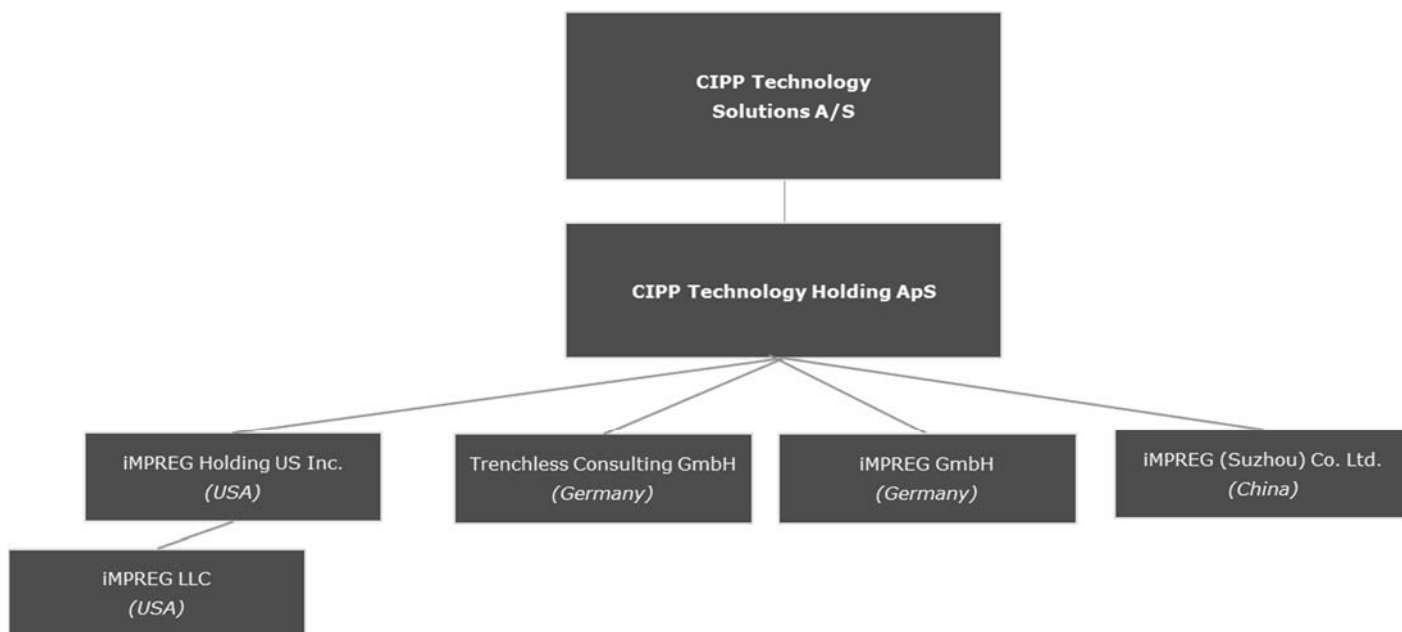 CIPP Technology
Solutions A/S
CIPP Technology Holding ApS
iMPREG Holding US Inc.
(USA)
Trenchless Consulting GmbH
(Germany)
iMPREG GmbH
(Germany)
iMPREG (Suzhou) Co. Ltd.
(China)
iMPREG LLC
(USA)